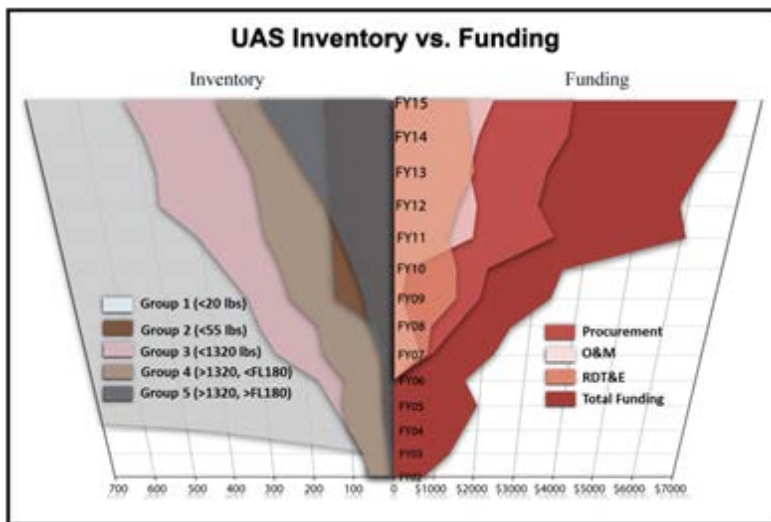 UAS Inventory vs. Funding
Inventory
Funding
FY15
FY14
FY13
FY12
FY11
FY10
FY09
FY08
FY07
FY06
FY05
FY04
FY03
FY02
Group 1 (<20 lbs)
Group 2 (<55 lbs)
Group 3 (<1320 lbs)
Group 4 (>1320, <FL180)
Group 5 (>1320, >FL180)
Procurement
O&M
RDT&E
Total Funding
700 600 500 400 300 200 100 0 $1000 $2000 $3000 $4000 $5000 $6000 $7000